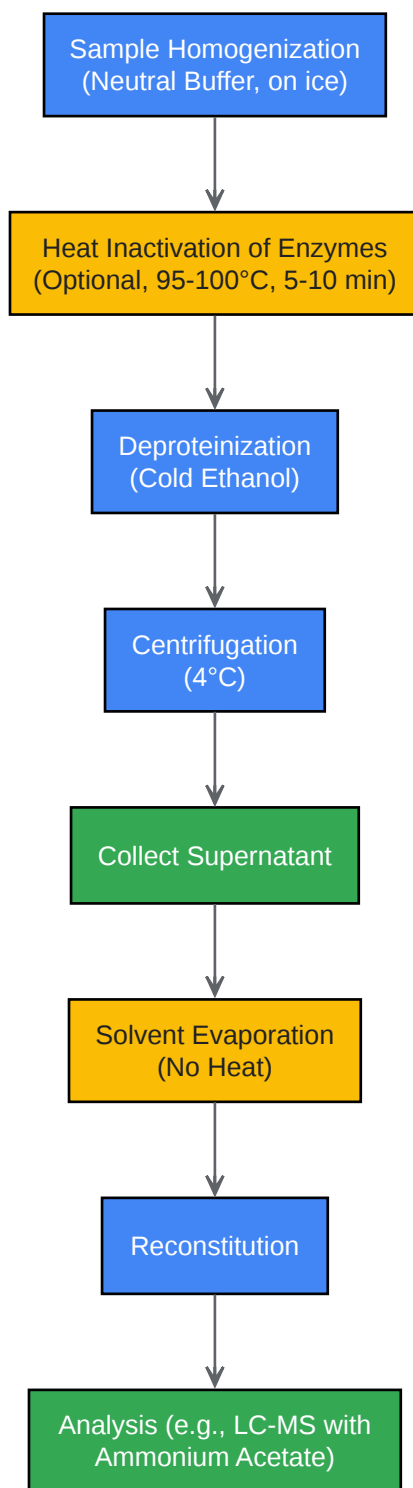 Sample Homogenization
(Neutral Buffer, on ice)
Heat Inactivation of Enzymes
(Optional, 95-100°C, 5-10 min)
Deproteinization
(Cold Ethanol)
Centrifugation
(4°C)
Collect Supernatant
Solvent Evaporation
(No Heat)
Reconstitution
Analysis (e.g., LC-MS with
Ammonium Acetate)